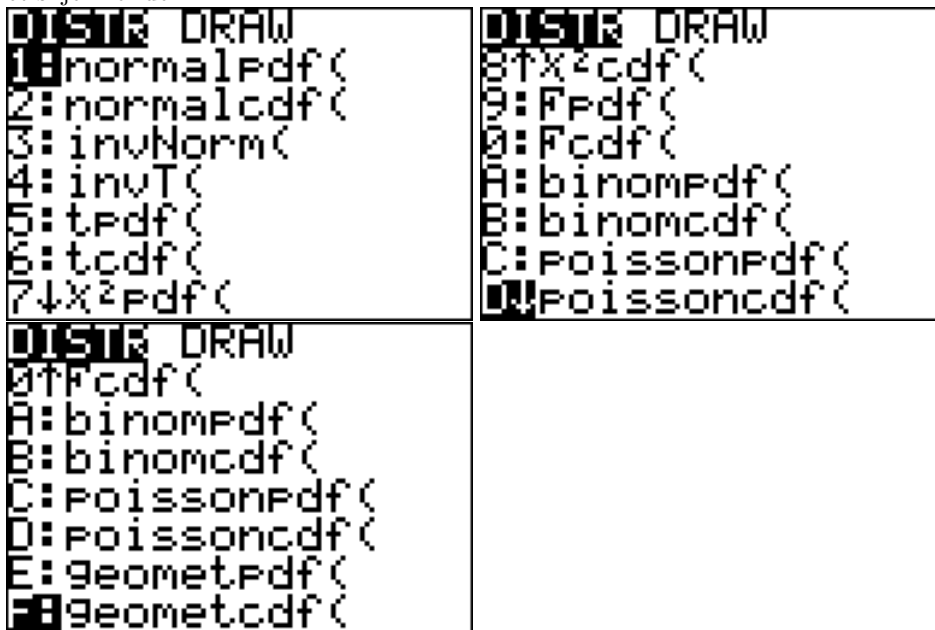 DISTR DRAW
1:normalpdf(
2:normalcdf(
3:invNorm(
4:invT(
5:tpdf(
6:tcdf(
7↓X²pdf(
DISTR DRAW
8↑X²cdf(
9:Fpdf(
0:Fcdf(
A:binompdf(
B:binomcdf(
C:poissonpdf(
D↓poissoncdf(
DISTR DRAW
0↑Fcdf(
A:binompdf(
B:binomcdf(
C:poissonpdf(
D:poissoncdf(
E:geometpdf(
F:geometcdf(